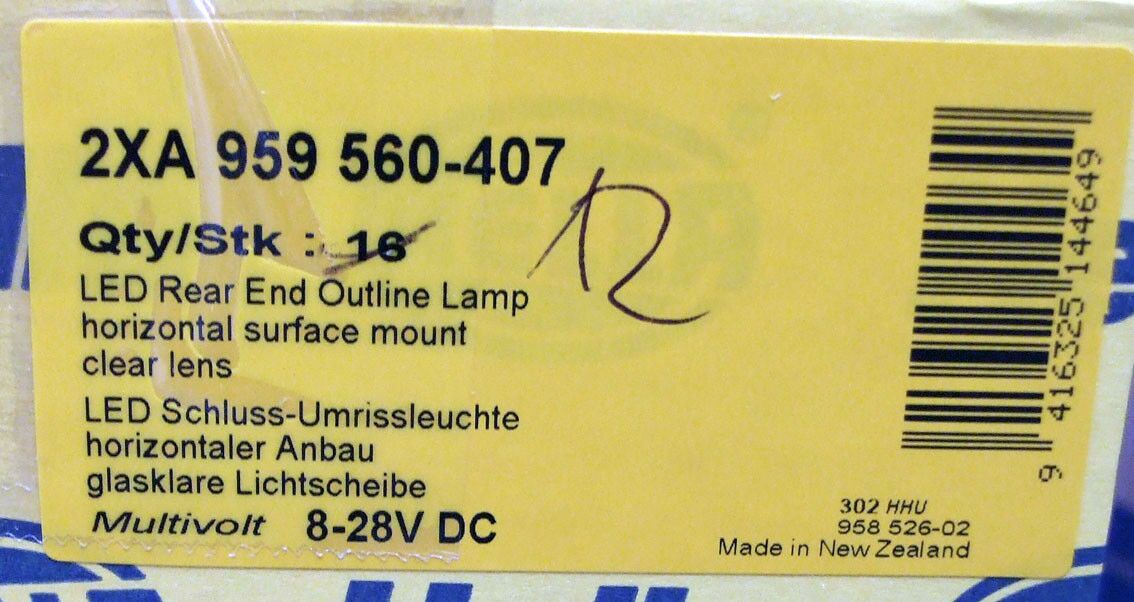 2XA 959 560-407
Qty/Stk : 16
12
LED Rear End Outline Lamp
horizontal surface mount
clear lens
LED Schluss-Umrissleuchte
horizontaler Anbau
glasklare Lichtscheibe
Multivolt 8-28V DC
9 416325 144649
302 HHU
958 526-02
Made in New Zealand